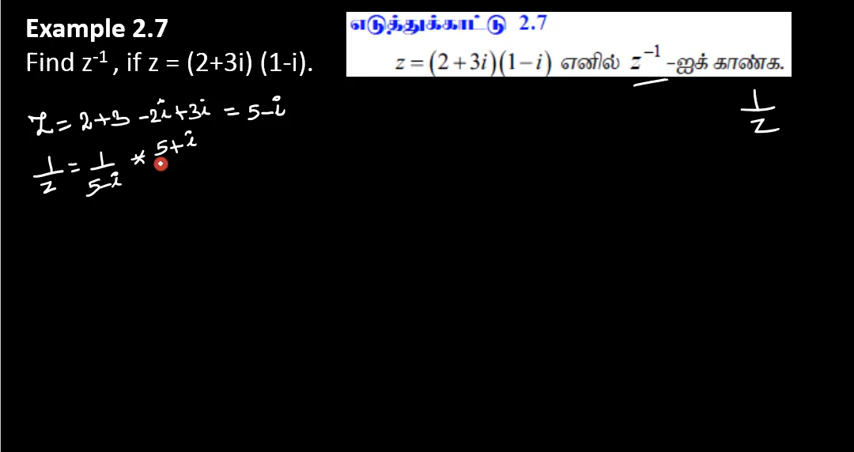 Example 2.7
Find z⁻¹ , if z = (2+3i) (1-i).
எடுத்துக்காட்டு 2.7
z = (2+3i)(1−i) எனில் z⁻¹ -ஐக் காண்க.
1/z
z = 2+3 -2i+3i = 5-i
1/z = 1/5-i * 5+i